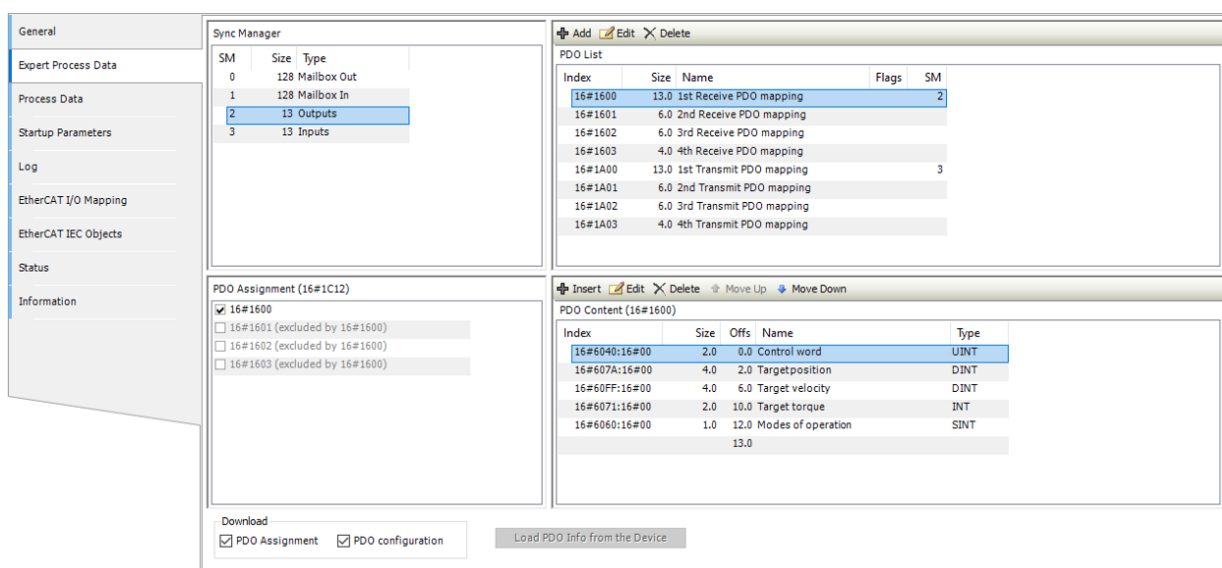 General
Expert Process Data
Process Data
Startup Parameters
Log
EtherCAT I/O Mapping
EtherCAT IEC Objects
Status
Information
Sync Manager
SM Size Type
0 128 Mailbox Out
1 128 Mailbox In
2 13 Outputs
3 13 Inputs
Add Edit Delete
PDO List
Index Size Name Flags SM
16#1600 13.0 1st Receive PDO mapping 2
16#1601 6.0 2nd Receive PDO mapping
16#1602 6.0 3rd Receive PDO mapping
16#1603 4.0 4th Receive PDO mapping
16#1A00 13.0 1st Transmit PDO mapping 3
16#1A01 6.0 2nd Transmit PDO mapping
16#1A02 6.0 3rd Transmit PDO mapping
16#1A03 4.0 4th Transmit PDO mapping
PDO Assignment (16#1C12)
16#1600
16#1601 (excluded by 16#1600)
16#1602 (excluded by 16#1600)
16#1603 (excluded by 16#1600)
Insert Edit Delete Move Up Move Down
PDO Content (16#1600)
Index Size Offs Name Type
16#6040:16#00 2.0 0.0 Control word UINT
16#607A:16#00 4.0 2.0 Targetposition DINT
16#60FF:16#00 4.0 6.0 Target velocity DINT
16#6071:16#00 2.0 10.0 Target torque INT
16#6060:16#00 1.0 12.0 Modes of operation SINT
13.0
Download
PDO Assignment PDO configuration
Load PDO Info from the Device